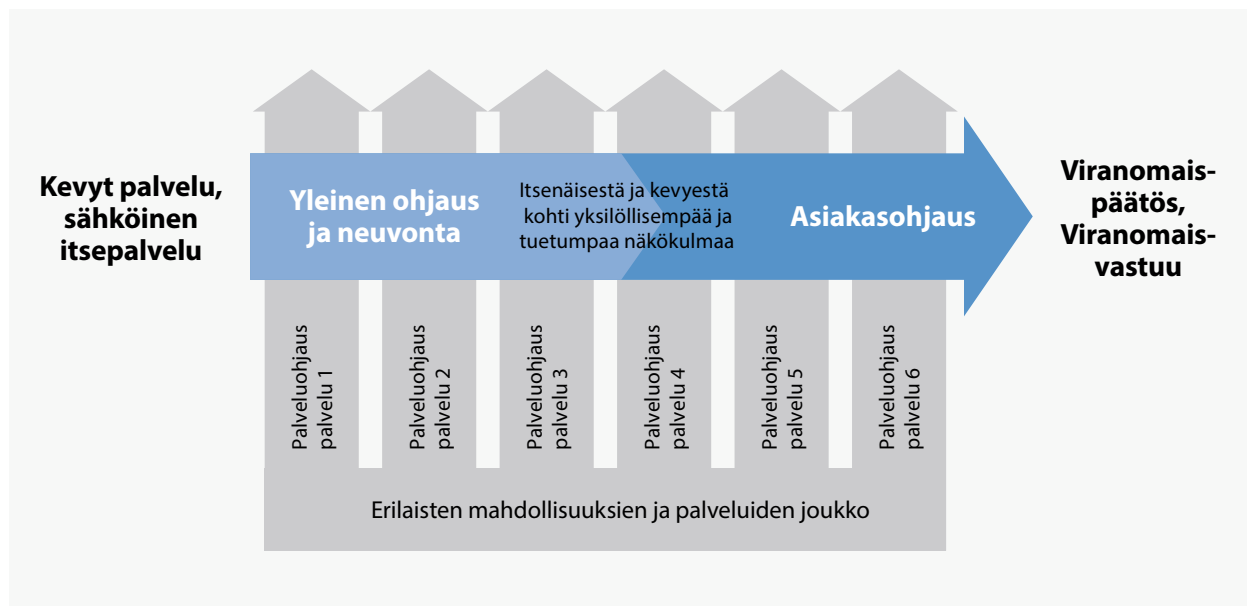 Kevyt palvelu,
sähköinen
itsepalvelu
Yleinen ohjaus
ja neuvonta
Itsenäisestä ja kevyestä
kohti yksilöllisempää ja
tuetumpaa näkökulmaa
Asiakasohjaus
Viranomais-
päätös,
Viranomais-
vastuu
Palveluohjaus
palvelu 1
Palveluohjaus
palvelu 2
Palveluohjaus
palvelu 3
Palveluohjaus
palvelu 4
Palveluohjaus
palvelu 5
Palveluohjaus
palvelu 6
Erilaisten mahdollisuuksien ja palveluiden joukko